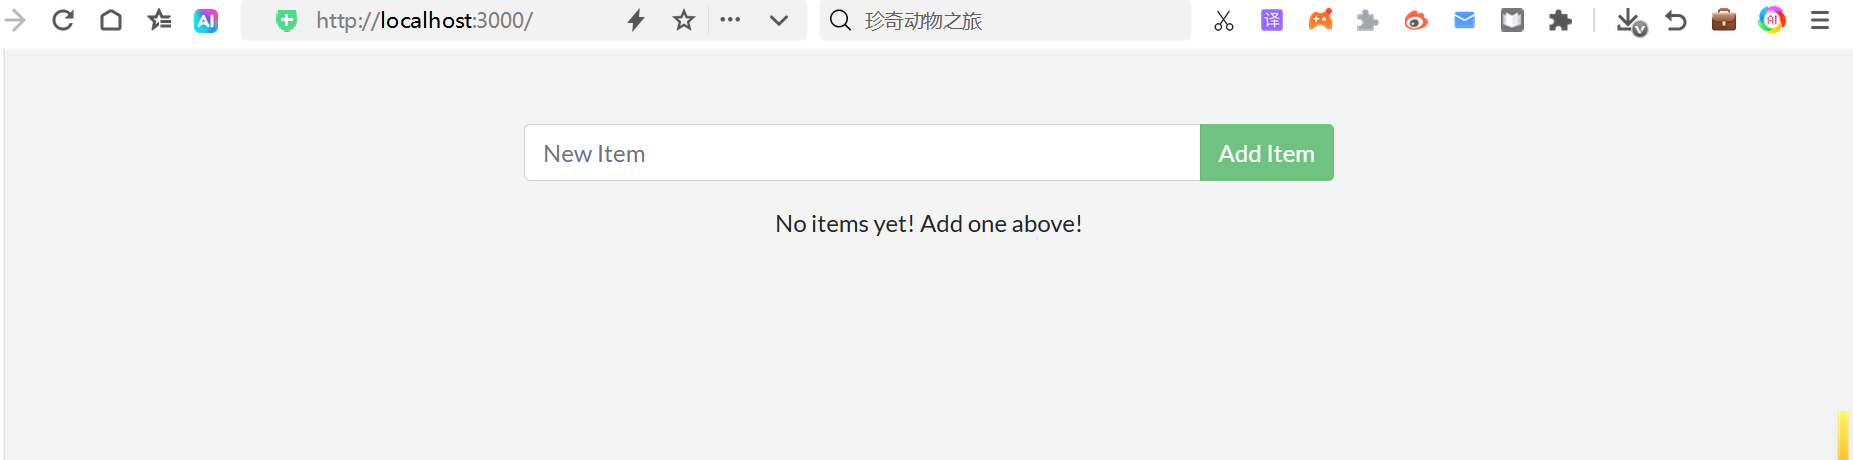 AI http://localhost:3000/ 珍奇动物之旅 译 AI
New Item Add Item
No items yet! Add one above!